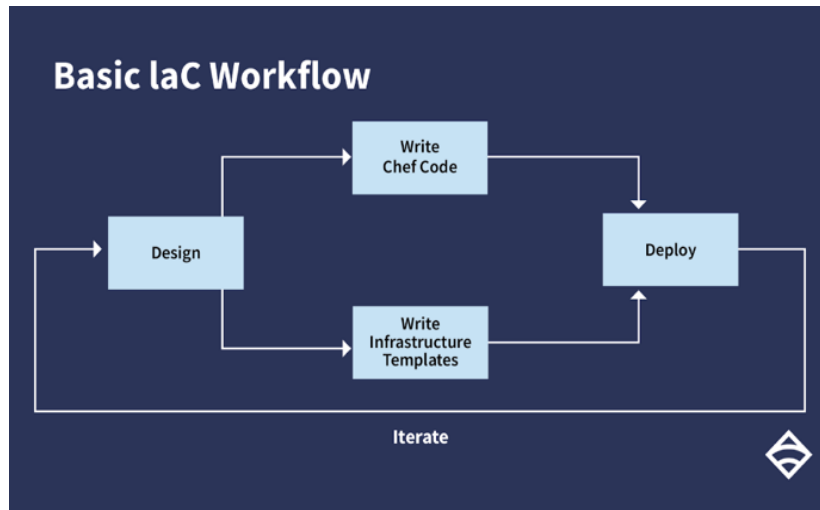 Basic IaC Workflow
Write
Chef Code
Design
Deploy
Write
Infrastructure
Templates
Iterate